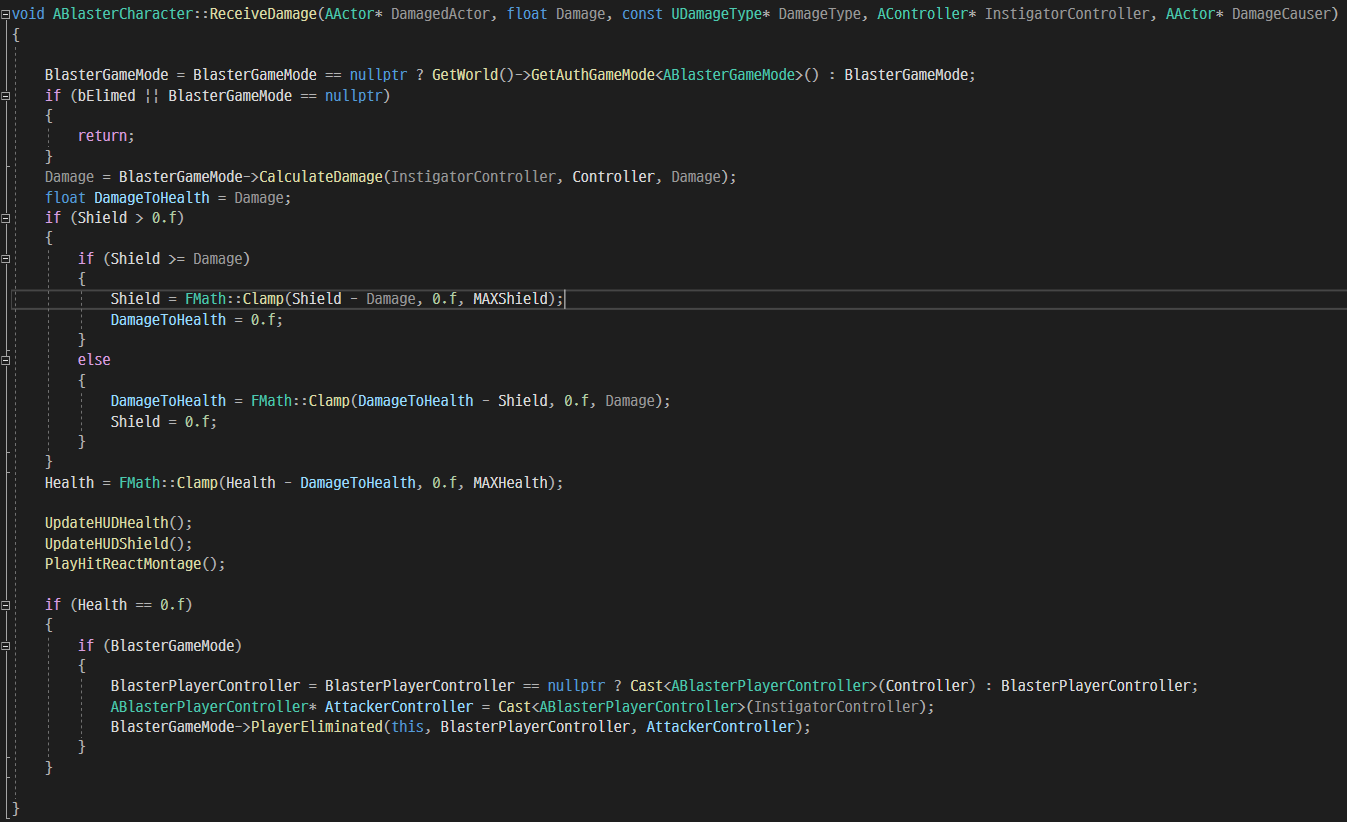 void ABlasterCharacter::ReceiveDamage(AActor* DamagedActor, float Damage, const UDamageType* DamageType, AController* InstigatorController, AActor* DamageCauser)
{
BlasterGameMode = BlasterGameMode == nullptr ? GetWorld()->GetAuthGameMode<ABlasterGameMode>() : BlasterGameMode;
if (bElimed || BlasterGameMode == nullptr)
{
return;
}
Damage = BlasterGameMode->CalculateDamage(InstigatorController, Controller, Damage);
float DamageToHealth = Damage;
if (Shield > 0.f)
{
if (Shield >= Damage)
{
Shield = FMath::Clamp(Shield - Damage, 0.f, MAXShield);
DamageToHealth = 0.f;
}
else
{
DamageToHealth = FMath::Clamp(DamageToHealth - Shield, 0.f, Damage);
Shield = 0.f;
}
}
Health = FMath::Clamp(Health - DamageToHealth, 0.f, MAXHealth);
UpdateHUDHealth();
UpdateHUDShield();
PlayHitReactMontage();
if (Health == 0.f)
{
if (BlasterGameMode)
{
BlasterPlayerController = BlasterPlayerController == nullptr ? Cast<ABlasterPlayerController>(Controller) : BlasterPlayerController;
ABlasterPlayerController* AttackerController = Cast<ABlasterPlayerController>(InstigatorController);
BlasterGameMode->PlayerEliminated(this, BlasterPlayerController, AttackerController);
}
}
}